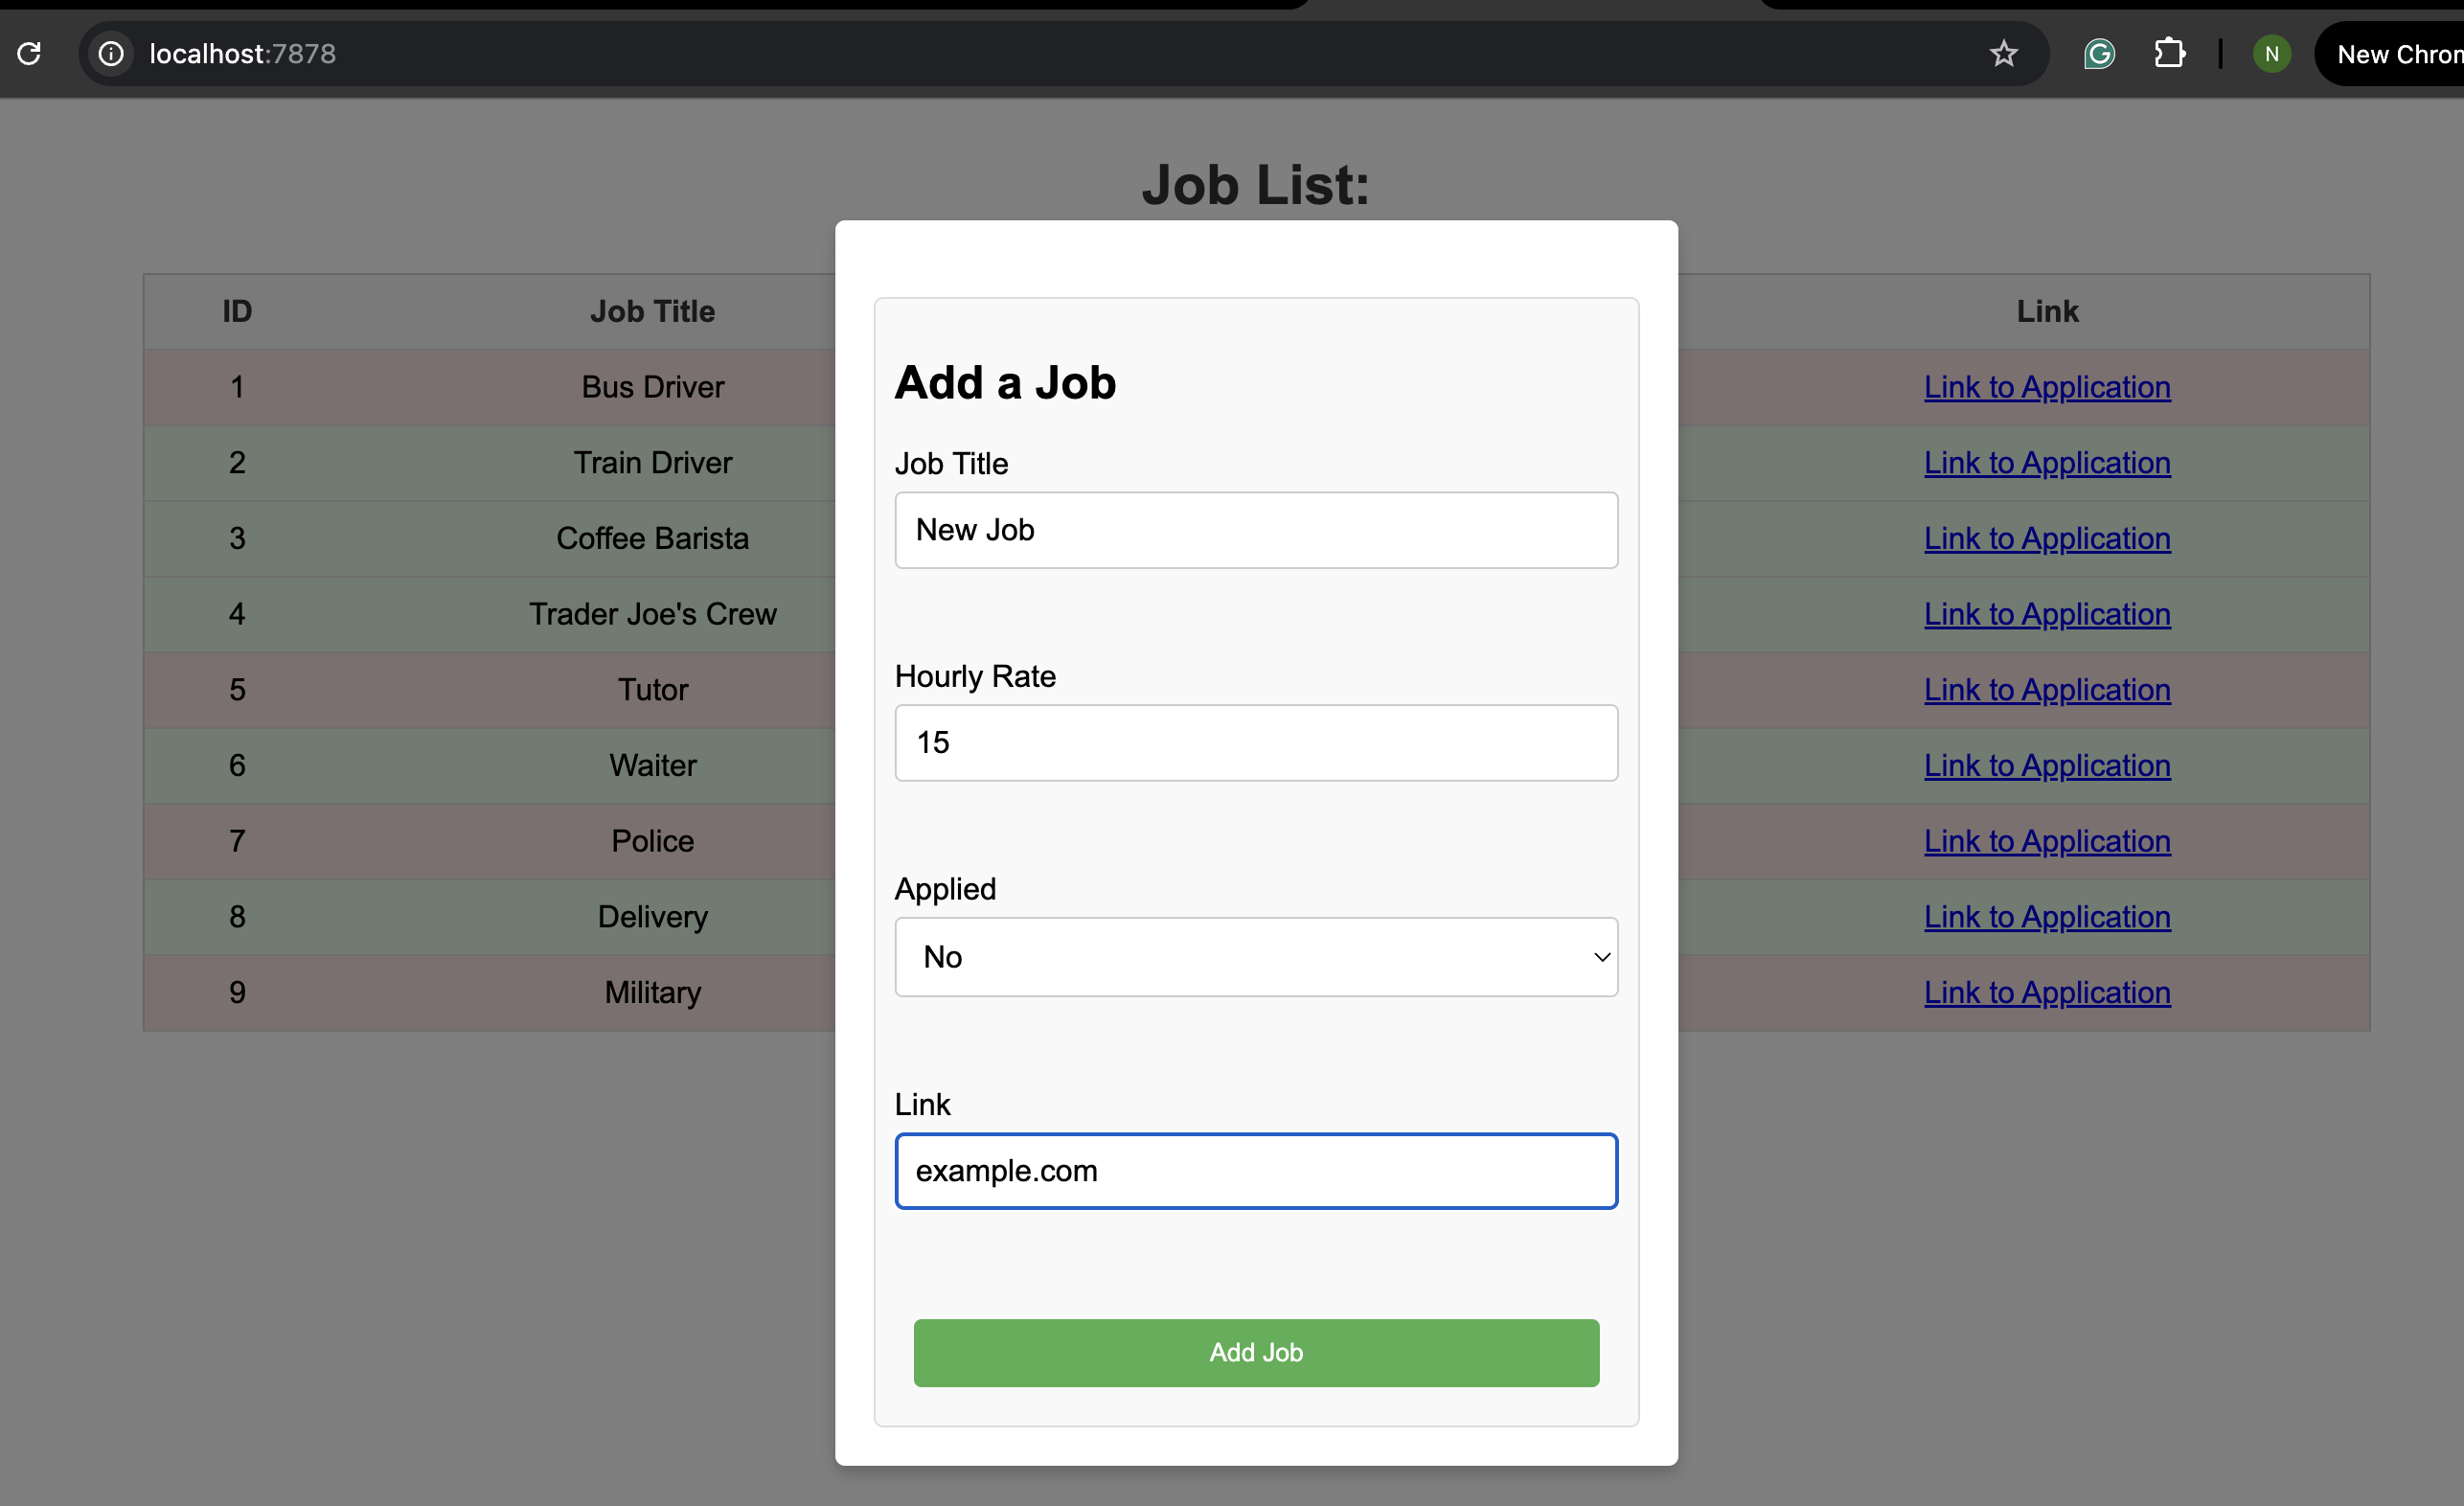 localhost:7878
N
New Chron
Job List:
ID Job Title Link
1 Bus Driver Link to Application
2 Train Driver Link to Application
3 Coffee Barista Link to Application
4 Trader Joe's Crew Link to Application
5 Tutor Link to Application
6 Waiter Link to Application
7 Police Link to Application
8 Delivery Link to Application
9 Military Link to Application
Add a Job
Job Title
New Job
Hourly Rate
15
Applied
No
Link
example.com
Add Job